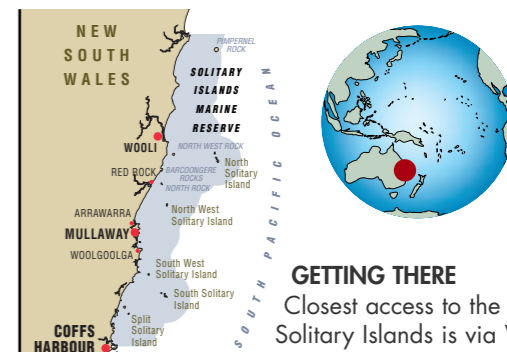 NEW
SOUTH
WALES
PIMPERNEL
ROCK
SOLITARY
ISLANDS
MARINE
RESERVE
WOOLI
NORTH WEST ROCK
North
Solitary
Island
RED ROCK
BARCOONGERE
ROCKS
NORTH ROCK
ARRAWARRA
North West
Solitary Island
MULLAWAY
WOOLGOOLGA
South West
Solitary Island
South Solitary
Island
Split
Solitary
Island
COFFS
HARBOUR
SOUTH PACIFIC OCEAN
GETTING THERE
Closest access to the
Solitary Islands is via